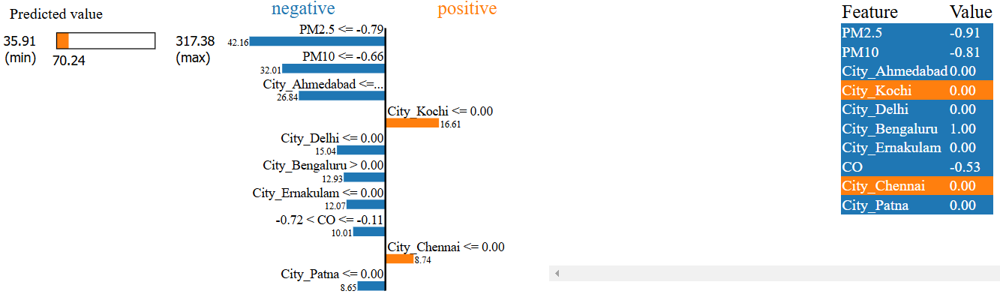 Predicted value
35.91
(min)
70.24
317.38
(max)
negative
positive
PM2.5 <= -0.79
42.16
PM10 <= -0.66
32.01
City_Ahmedabad <=...
26.84
City_Kochi <= 0.00
16.61
City_Delhi <= 0.00
15.04
City_Bengaluru > 0.00
12.93
City_Ernakulam <= 0.00
12.07
-0.72 < CO <= -0.11
10.01
City_Chennai <= 0.00
8.74
City_Patna <= 0.00
8.65
Feature Value
PM2.5 -0.91
PM10 -0.81
City_Ahmedabad 0.00
City_Kochi 0.00
City_Delhi 0.00
City_Bengaluru 1.00
City_Ernakulam 0.00
CO -0.53
City_Chennai 0.00
City_Patna 0.00